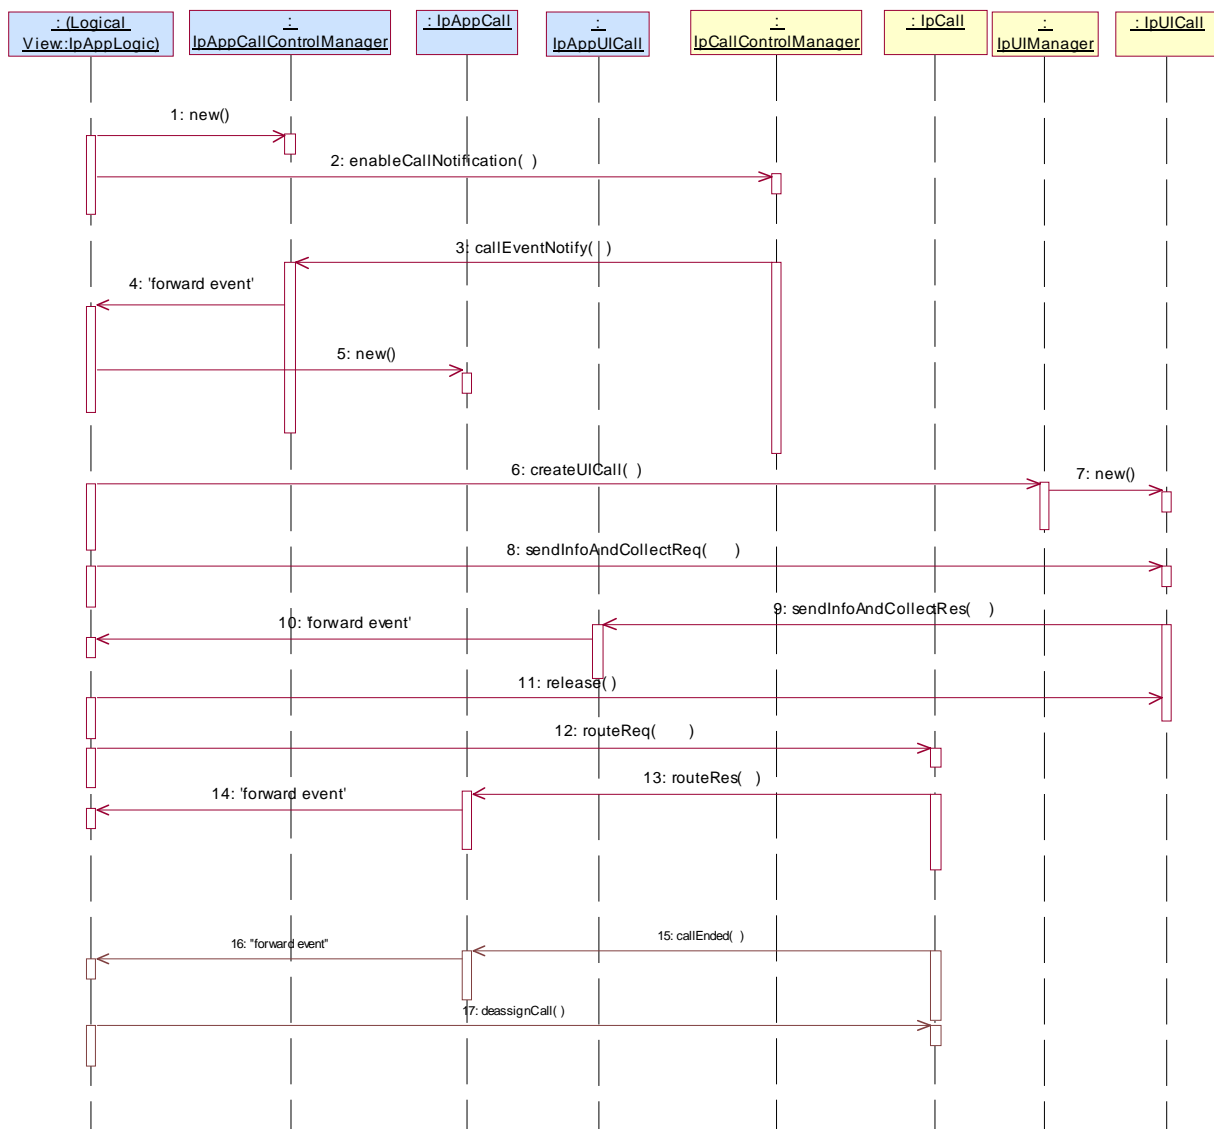 : (Logical
View::IpAppLogic)
:
IpAppCallControlManager
: IpAppCall
:
IpAppUICall
:
IpCallControlManager
: IpCall
:
IpUIManager
: IpUICall
1: new()
2: enableCallNotification( )
3: callEventNotify( )
4: 'forward event'
5: new()
6: createUICall( )
7: new()
8: sendInfoAndCollectReq( )
9: sendInfoAndCollectRes( )
10: 'forward event'
11: release( )
12: routeReq( )
13: routeRes( )
14: 'forward event'
15: callEnded( )
16: "forward event"
17: deassignCall( )